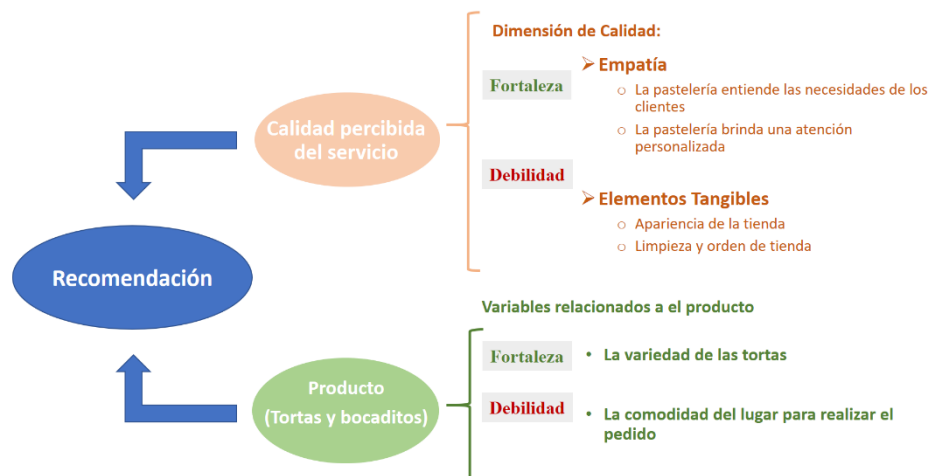 Dimensión de Calidad:
Fortaleza
➢ Empatía
o La pastelería entiende las necesidades de los
clientes
o La pastelería brinda una atención
personalizada
Calidad percibida
del servicio
Debilidad
➢ Elementos Tangibles
o Apariencia de la tienda
o Limpieza y orden de tienda
Recomendación
Variables relacionados a el producto
Fortaleza
• La variedad de las tortas
Producto
(Tortas y bocaditos)
Debilidad
• La comodidad del lugar para realizar el
pedido